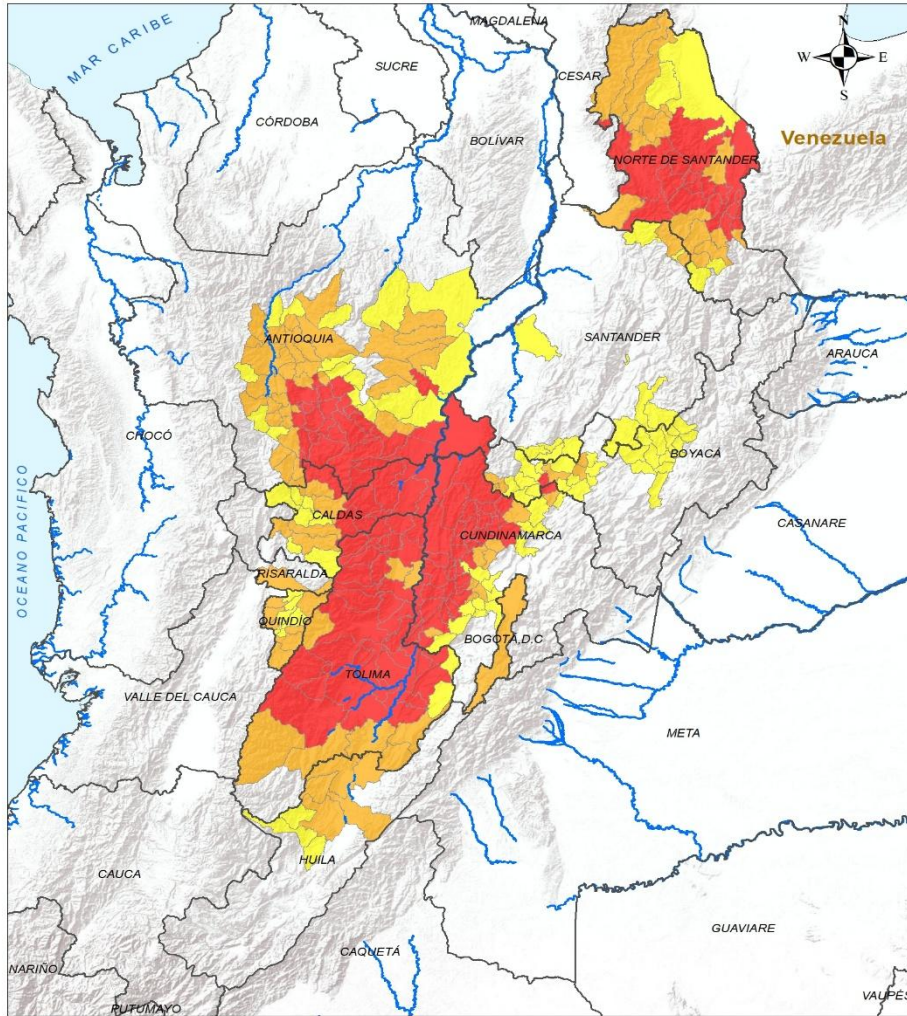 MAGDALENA
N
MAR CARIBE
W
E
SUCRE
CESAR
S
CÓRDOBA
BOLÍVAR
Venezuela
NORTE DE SANTANDER
ANTIOQUIA
SANTANDER
ARAUCA
CHOCÓ
BOYACÁ
OCEANO PACIFICO
CALDAS
CASANARE
CUNDINAMARCA
RISARALDA
QUINDÍO
BOGOTÁ, D.C
TOLIMA
VALLE DEL CAUCA
META
HUILA
CAUCA
GUAVIARE
CAQUETÁ
NARIÑO
VAUPÉS
PUTUMAYO